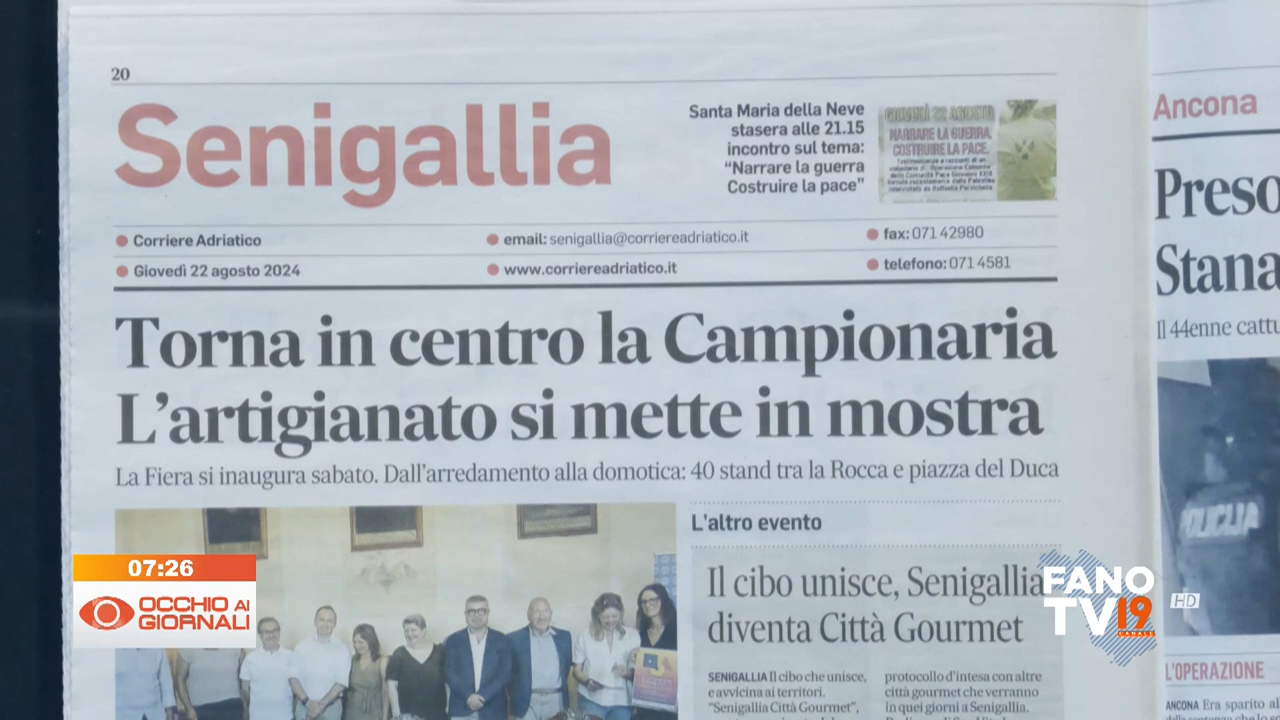 20
Senigallia
Santa Maria della Neve
stasera alle 21.15
incontro sul tema:
“Narrare la guerra
Costruire la pace”
GIOVEDÌ 22 AGOSTO
NARRARE LA GUERRA.
COSTRUIRE LA PACE.
Corriere Adriatico
email: senigallia@corriereadriatico.it
fax: 071 42980
Giovedì 22 agosto 2024
www.corriereadriatico.it
telefono: 071 4581
Torna in centro la Campionaria
L’artigianato si mette in mostra
La Fiera si inaugura sabato. Dall’arredamento alla domotica: 40 stand tra la Rocca e piazza del Duca
L'altro evento
Il cibo unisce, Senigallia
diventa Città Gourmet
SENIGALLIA Il cibo che unisce,
e avvicina ai territori.
"Senigallia Città Gourmet",
protocollo d'intesa con altre
città gourmet che verranno
in quei giorni a Senigallia.
Ancona
Preso
Stana
Il 44enne cattu
POLIZIA
L'OPERAZIONE
ANCONA Era sparito ai
07:26
OCCHIO AI
GIORNALI
FANO
TV 19
CANALE
HD